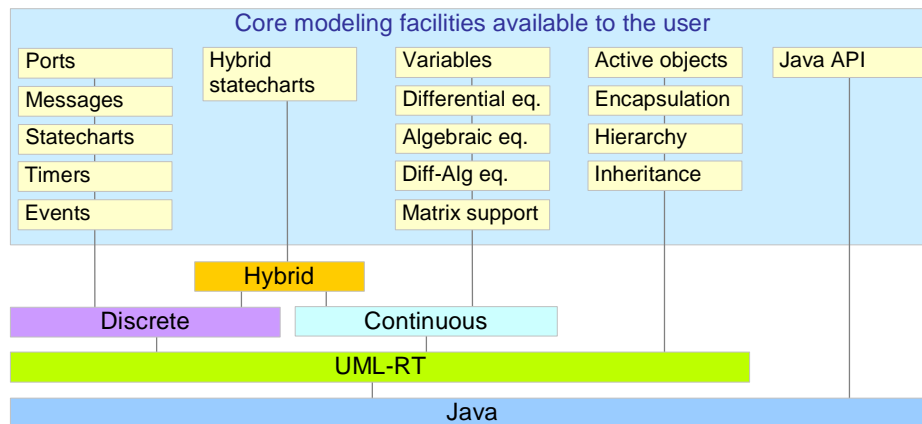 Core modeling facilities available to the user
Ports
Messages
Statecharts
Timers
Events
Hybrid
statecharts
Variables
Differential eq.
Algebraic eq.
Diff-Alg eq.
Matrix support
Active objects
Encapsulation
Hierarchy
Inheritance
Java API
Hybrid
Discrete
Continuous
UML-RT
Java